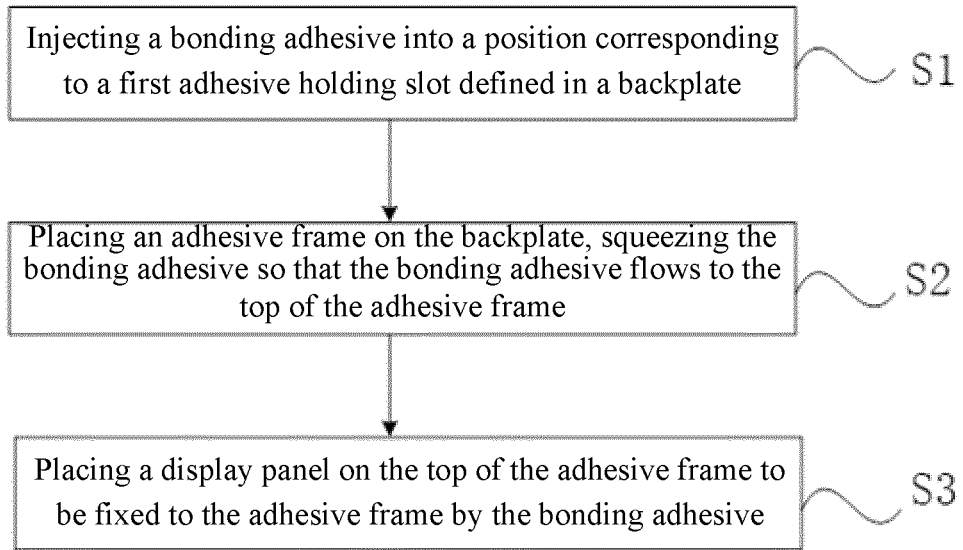 Injecting a bonding adhesive into a position corresponding
to a first adhesive holding slot defined in a backplate
S1
Placing an adhesive frame on the backplate, squeezing the
bonding adhesive so that the bonding adhesive flows to the
top of the adhesive frame
S2
Placing a display panel on the top of the adhesive frame to
be fixed to the adhesive frame by the bonding adhesive
S3